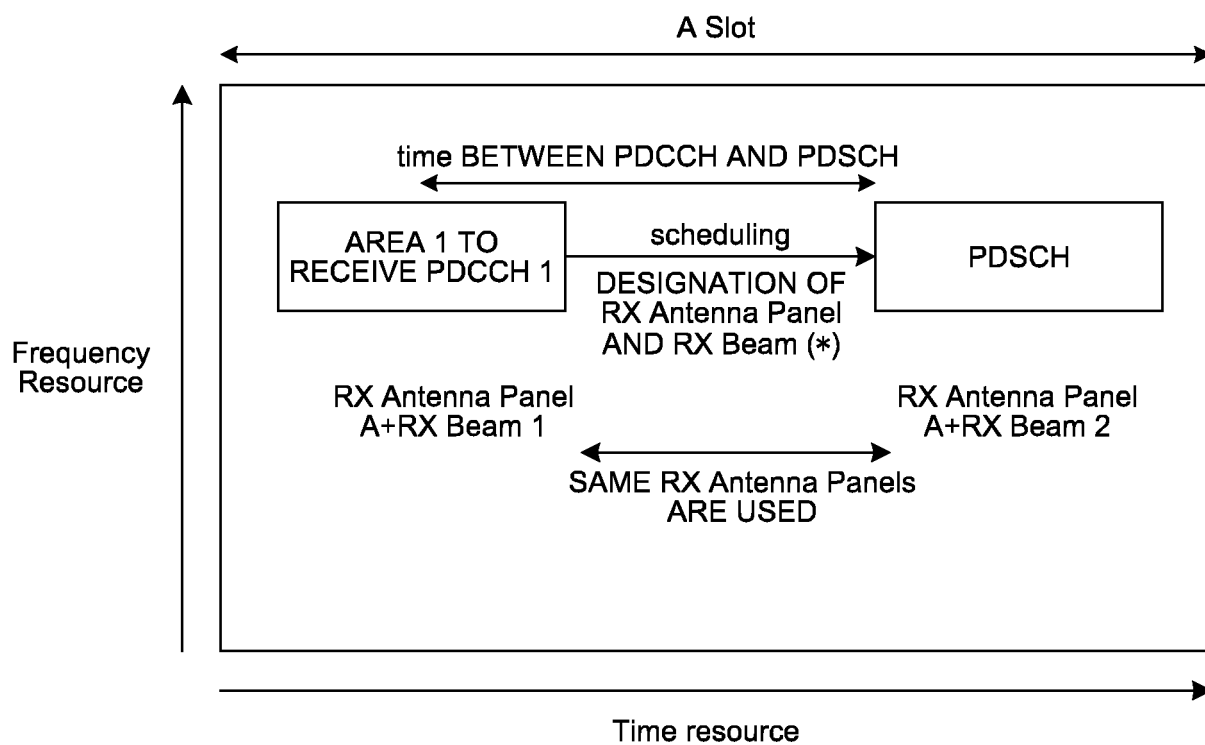 A Slot
time BETWEEN PDCCH AND PDSCH
AREA 1 TO
RECEIVE PDCCH 1
scheduling
PDSCH
DESIGNATION OF
RX Antenna Panel
AND RX Beam (*)
Frequency
Resource
RX Antenna Panel
A+RX Beam 1
RX Antenna Panel
A+RX Beam 2
SAME RX Antenna Panels
ARE USED
Time resource